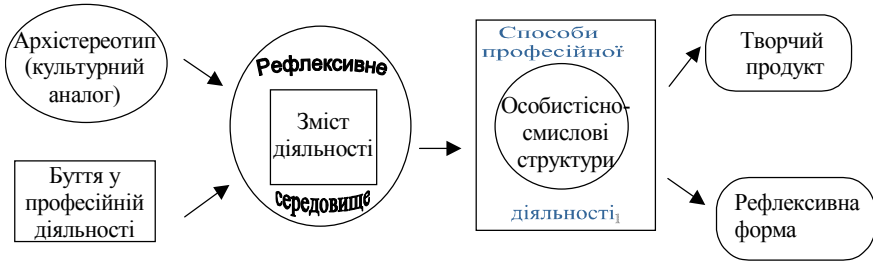 Архістереотип
(культурний
аналог)
Буття у
професійній
діяльності
Рефлексивне
Зміст
діяльності
середовище
Способи
професійної
Особистісно-
смислові
структури
діяльності1
Творчий
продукт
Рефлексивна
форма